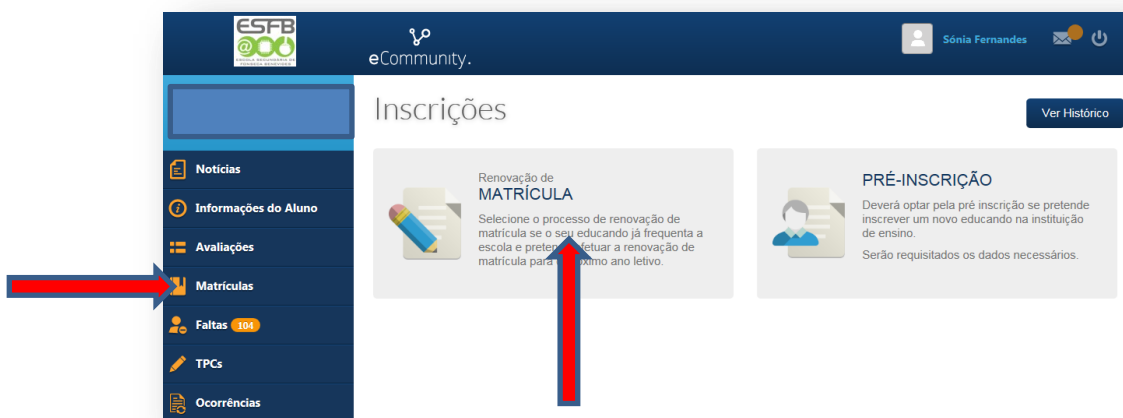 ESFB
eCommunity.
Sónia Fernandes
Inscrições
Ver Histórico
Notícias
Informações do Aluno
Avaliações
Matrículas
Faltas 104
TPCs
Ocorrências
Renovação de
MATRÍCULA
Selecione o processo de renovação de
matrícula se o seu educando já frequenta a
escola e fetuar a renovação de
matrícula para ximo ano letivo.
PRÉ-INSCRIÇÃO
Deverá optar pela pré inscrição se pretende
inscrever um novo educando na instituição
de ensino.
Serão requisitados os dados necessários.